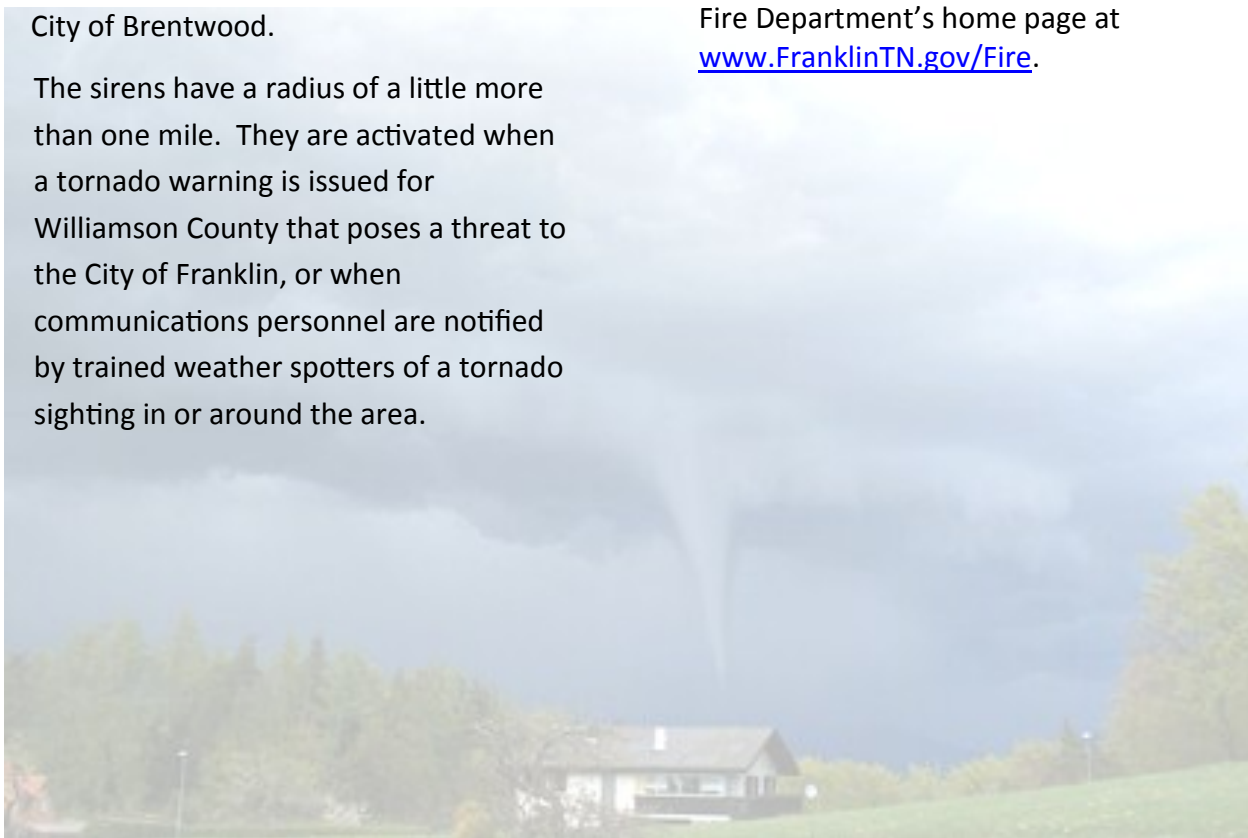 City of Brentwood.
The sirens have a radius of a little more
than one mile.  They are activated when
a tornado warning is issued for
Williamson County that poses a threat to
the City of Franklin, or when
communications personnel are notified
by trained weather spotters of a tornado
sighting in or around the area.
Fire Department’s home page at
www.FranklinTN.gov/Fire.